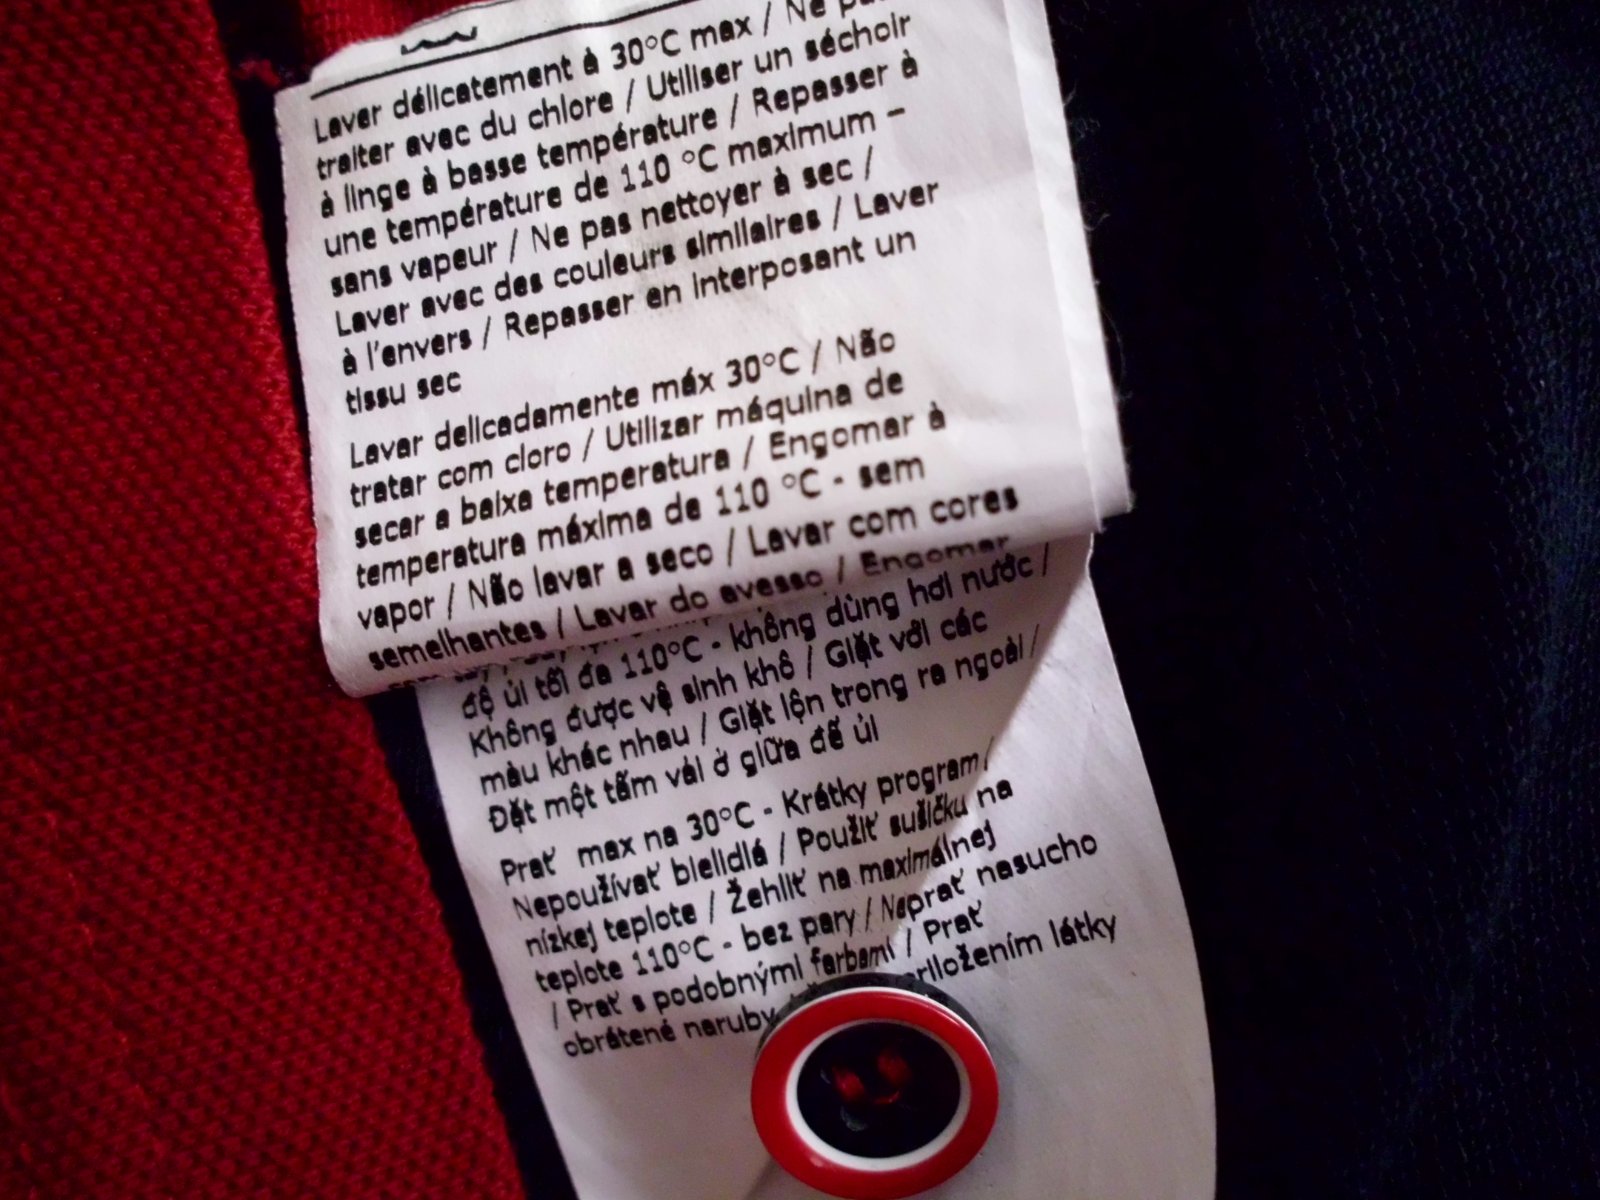 Laver délicatement à 30°C max / Ne
traiter avec du chlore / Utiliser un séchoir
à linge à basse température / Repasser à
une température de 110 °C maximum –
sans vapeur / Ne pas nettoyer à sec /
Laver avec des couleurs similaires / Laver
à l'envers / Repasser en interposant un
tissu sec
Lavar delicadamente máx 30°C / Não
tratar com cloro / Utilizar máquina de
secar a baixa temperatura / Engomar à
temperatura máxima de 110 °C - sem
vapor / Não lavar a seco / Lavar com cores
semelhantes / Lavar do avesso / Engomar
độ ủi tối đa 110°C - không dùng hơi nước /
Không được vệ sinh khô / Giặt với các
màu khác nhau / Giặt lộn trong ra ngoài /
Đặt một tấm vải ở giữa để ủi
Prať max na 30°C - Krátky program /
Nepoužívať bielidlá / Použiť sušičku na
nízkej teplote / Žehliť na maximálnej
teplote 110°C - bez pary / Neprať nasucho
/ Prať s podobnými farbami / Prať
obrátené naruby látky